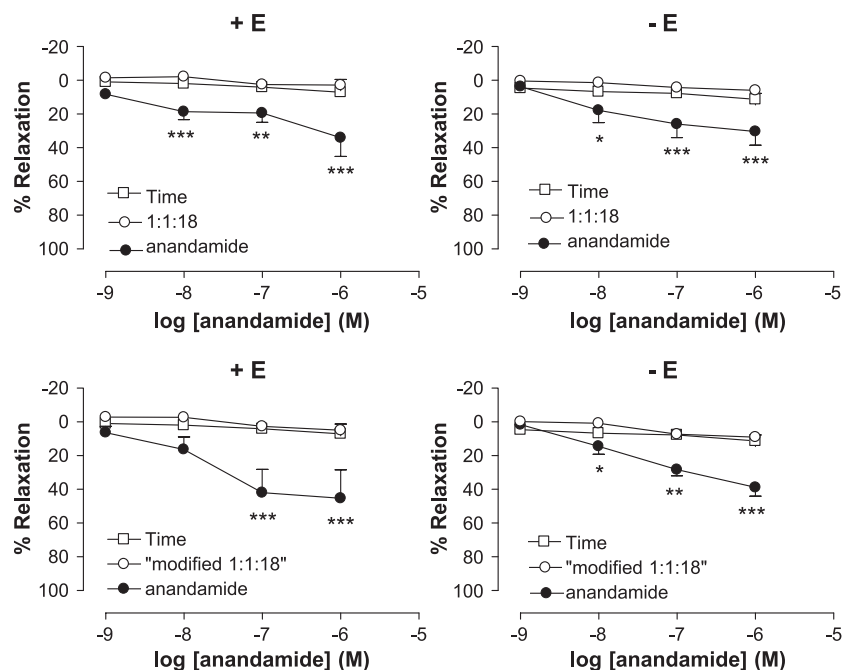 + E
-20
0
20
40
60
80
100
% Relaxation
***
**
***
Time
1:1:18
anandamide
-9
-8
-7
-6
-5
log [anandamide] (M)
- E
-20
0
20
40
60
80
100
% Relaxation
*
***
***
Time
1:1:18
anandamide
-9
-8
-7
-6
-5
log [anandamide] (M)
+ E
-20
0
20
40
60
80
100
% Relaxation
***
***
Time
"modified 1:1:18"
anandamide
-9
-8
-7
-6
-5
log [anandamide] (M)
- E
-20
0
20
40
60
80
100
% Relaxation
*
**
***
Time
"modified 1:1:18"
anandamide
-9
-8
-7
-6
-5
log [anandamide] (M)